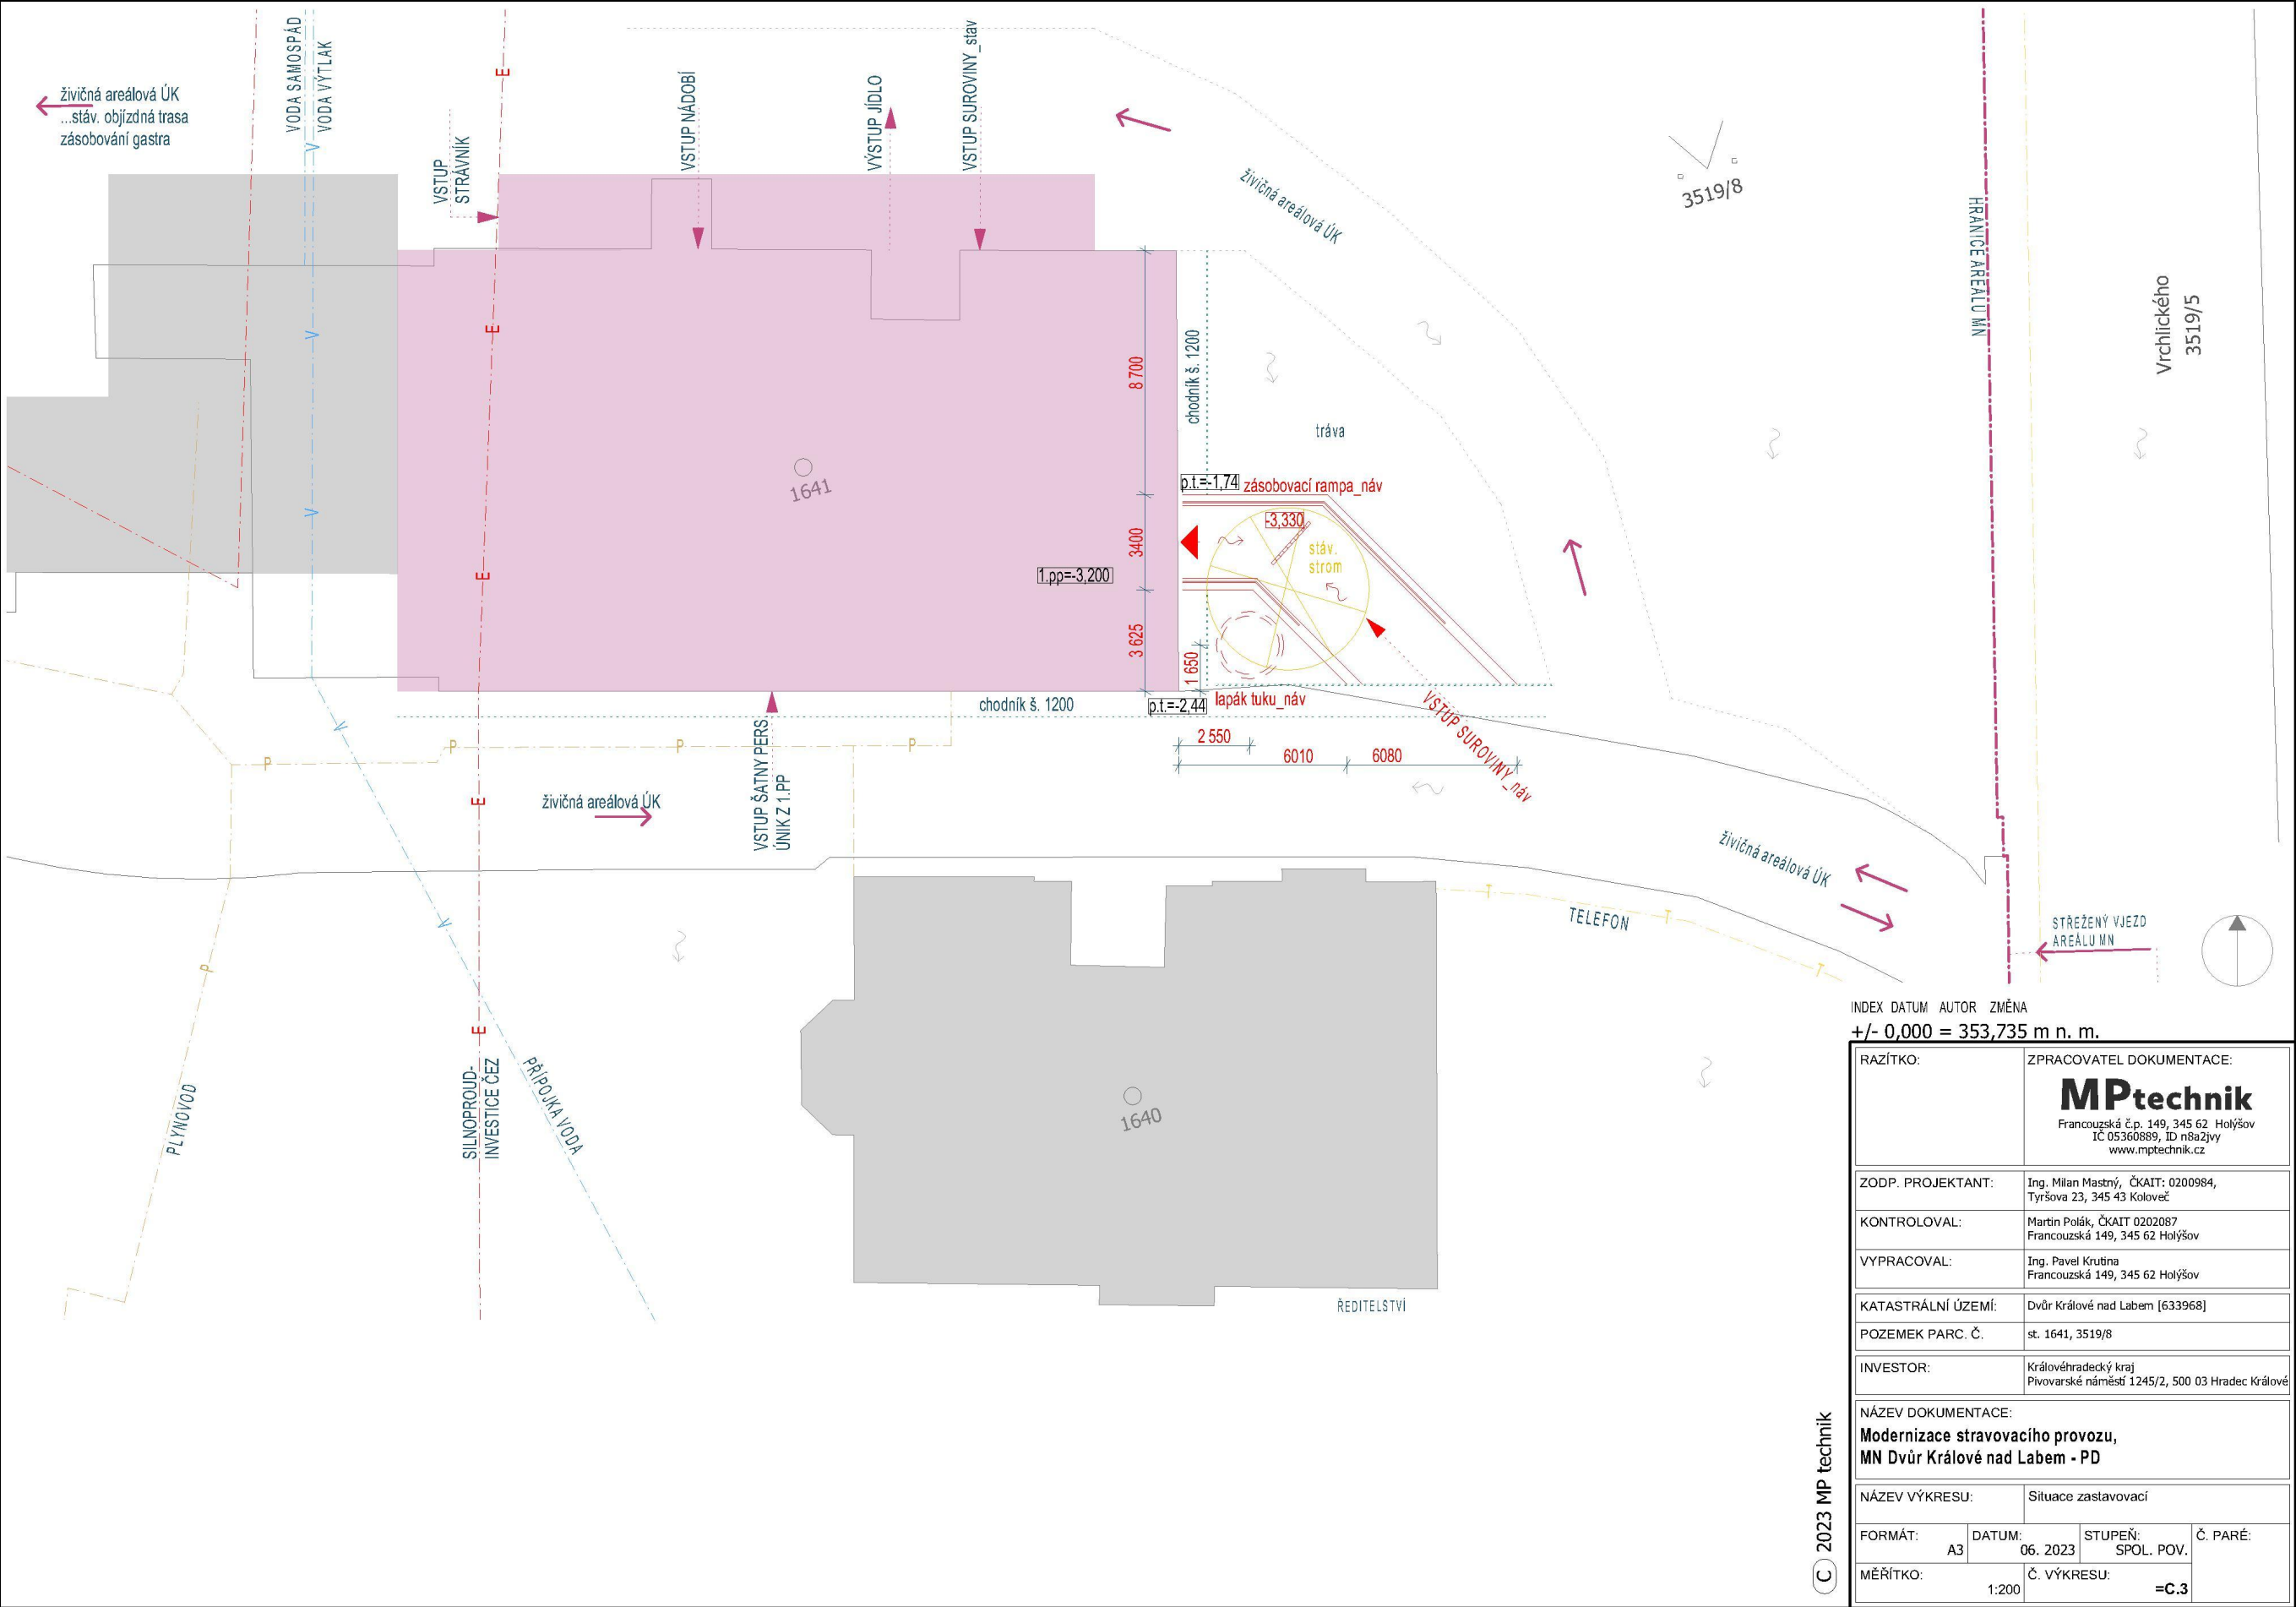 živičná areálová ÚK
...stáv. objízdná trasa
zásobování gastra
VODA SAMOSPÁD
VODA VÝTLAK
V
E
VSTUP
STRÁVNÍK
VSTUP NÁDOBÍ
VÝSTUP JÍDLO
VSTUP SUROVINY_stav
živičná areálová ÚK
3519/8
HRANICE AREÁLU MN
Vrchlického
3519/5
V
E
8 700
chodník š. 1200
tráva
1641
p.t.=-1,74
zásobovací rampa_náv
V
-3,330
3400
stáv.
strom
1.pp=-3,200
E
3 625
1 650
chodník š. 1200
p.t.=-2,44
lapák tuku_náv
VSTUP SUROVINY_náv
V
P
P
P
P
2 550
6010
6080
VSTUP ŠATNY PERS.
ÚNIK Z 1.PP
E
živičná areálová ÚK
živičná areálová ÚK
T
T
T
TELEFON
V
STŘEŽENÝ VJEZD
AREÁLU MN
P
E
PLYNOVOD
SILNOPROUD-
INVESTICE ČEZ
PŘÍPOJKA VODA
1640
ŘEDITELSTVÍ
INDEX DATUM AUTOR ZMĚNA
+/- 0,000 = 353,735 m n. m.
RAZÍTKO:
ZPRACOVATEL DOKUMENTACE:
MPtechnik
Francouzská č.p. 149, 345 62 Holýšov
IČ 05360889, ID n8a2jvy
www.mptechnik.cz
ZODP. PROJEKTANT:
Ing. Milan Mastný, ČKAIT: 0200984,
Tyršova 23, 345 43 Koloveč
KONTROLOVAL:
Martin Polák, ČKAIT 0202087
Francouzská 149, 345 62 Holýšov
VYPRACOVAL:
Ing. Pavel Krutina
Francouzská 149, 345 62 Holýšov
KATASTRÁLNÍ ÚZEMÍ:
Dvůr Králové nad Labem [633968]
POZEMEK PARC. Č.
st. 1641, 3519/8
INVESTOR:
Královéhradecký kraj
Pivovarské náměstí 1245/2, 500 03 Hradec Králové
NÁZEV DOKUMENTACE:
Modernizace stravovacího provozu,
MN Dvůr Králové nad Labem - PD
NÁZEV VÝKRESU:
Situace zastavovací
FORMÁT:
A3
DATUM:
06. 2023
STUPEŇ:
SPOL. POV.
Č. PARÉ:
MĚŘÍTKO:
1:200
Č. VÝKRESU:
=C.3
C 2023 MP technik